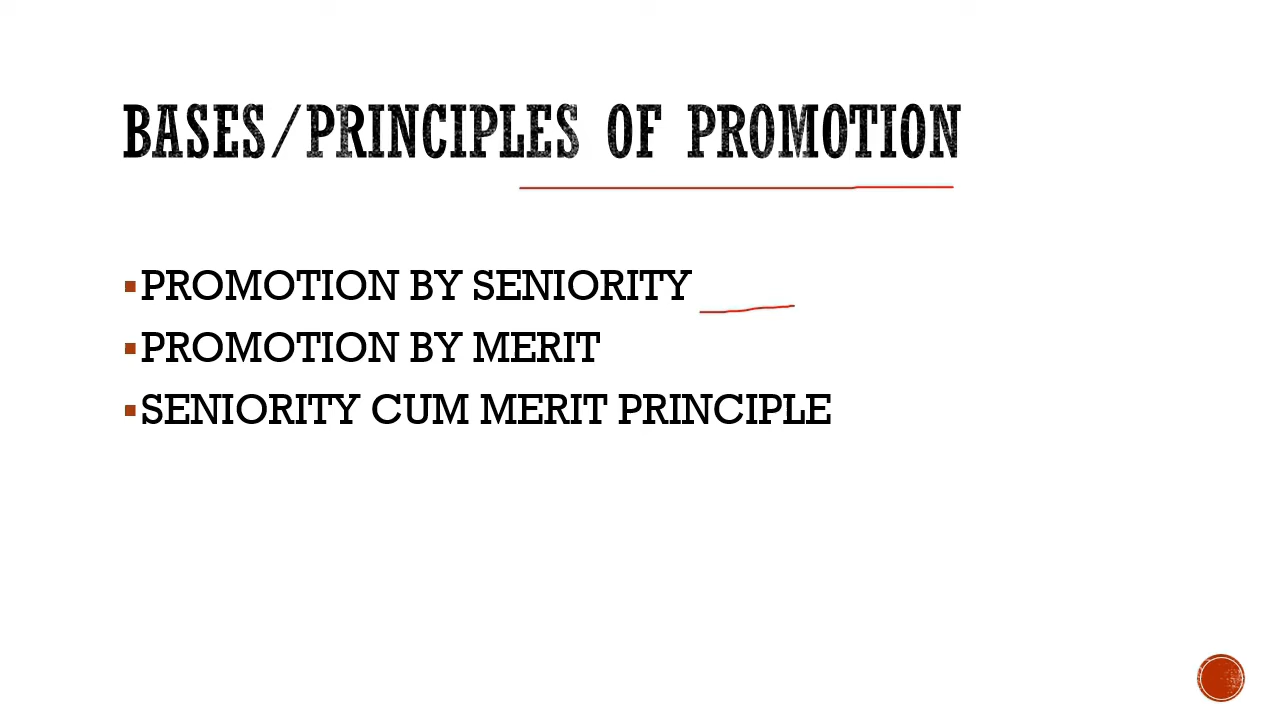 BASES/PRINCIPLES OF PROMOTION
PROMOTION BY SENIORITY
PROMOTION BY MERIT
SENIORITY CUM MERIT PRINCIPLE